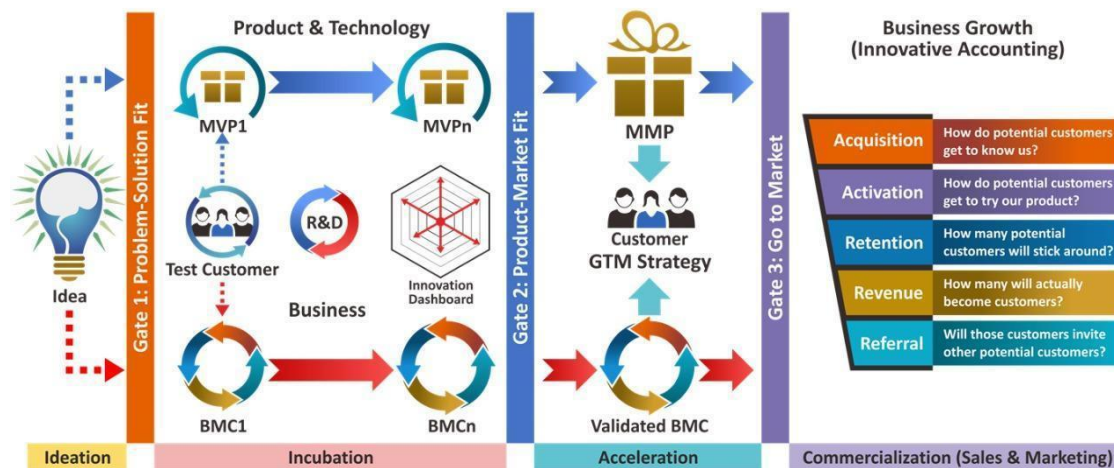 Product & Technology
MVP1
MVPn
Test Customer
R&D
Innovation
Dashboard
Business
BMC1
BMCn
Idea
Gate 1: Problem-Solution Fit
Gate 2: Product-Market Fit
MMP
Customer
GTM Strategy
Validated BMC
Gate 3: Go to Market
Business Growth
(Innovative Accounting)
Acquisition
How do potential customers
get to know us?
Activation
How do potential customers
get to try our product?
Retention
How many potential
customers will stick around?
Revenue
How many will actually
become customers?
Referral
Will those customers invite
other potential customers?
Ideation
Incubation
Acceleration
Commercialization (Sales & Marketing)